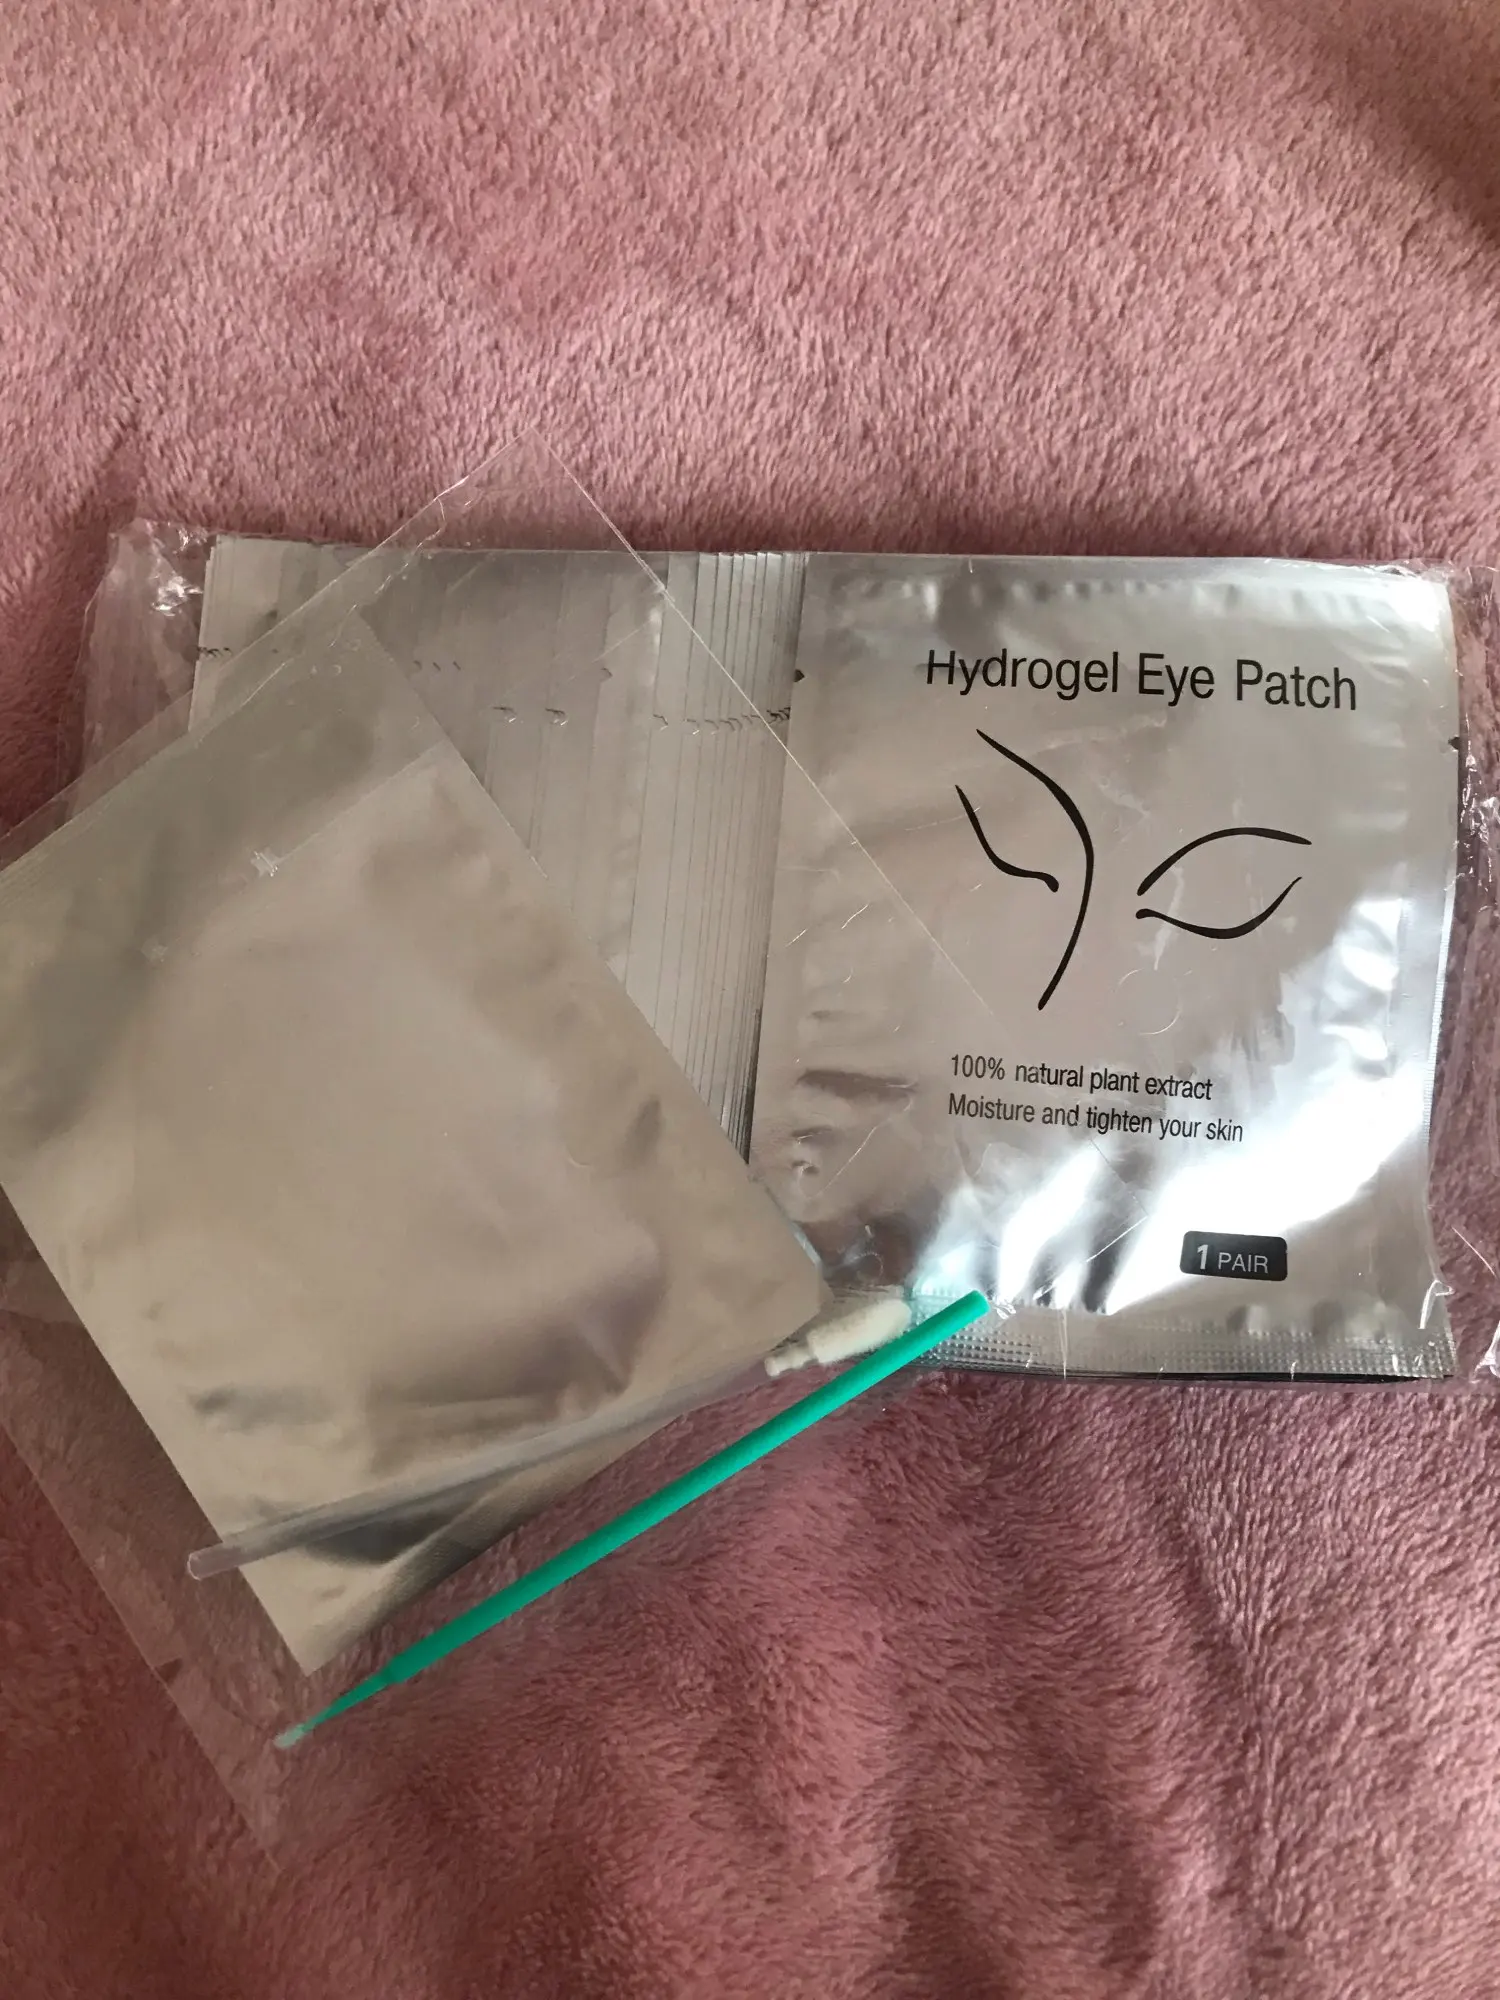 Hydrogel Eye Patch
100% natural plant extract
Moisture and tighten your skin
1 PAIR